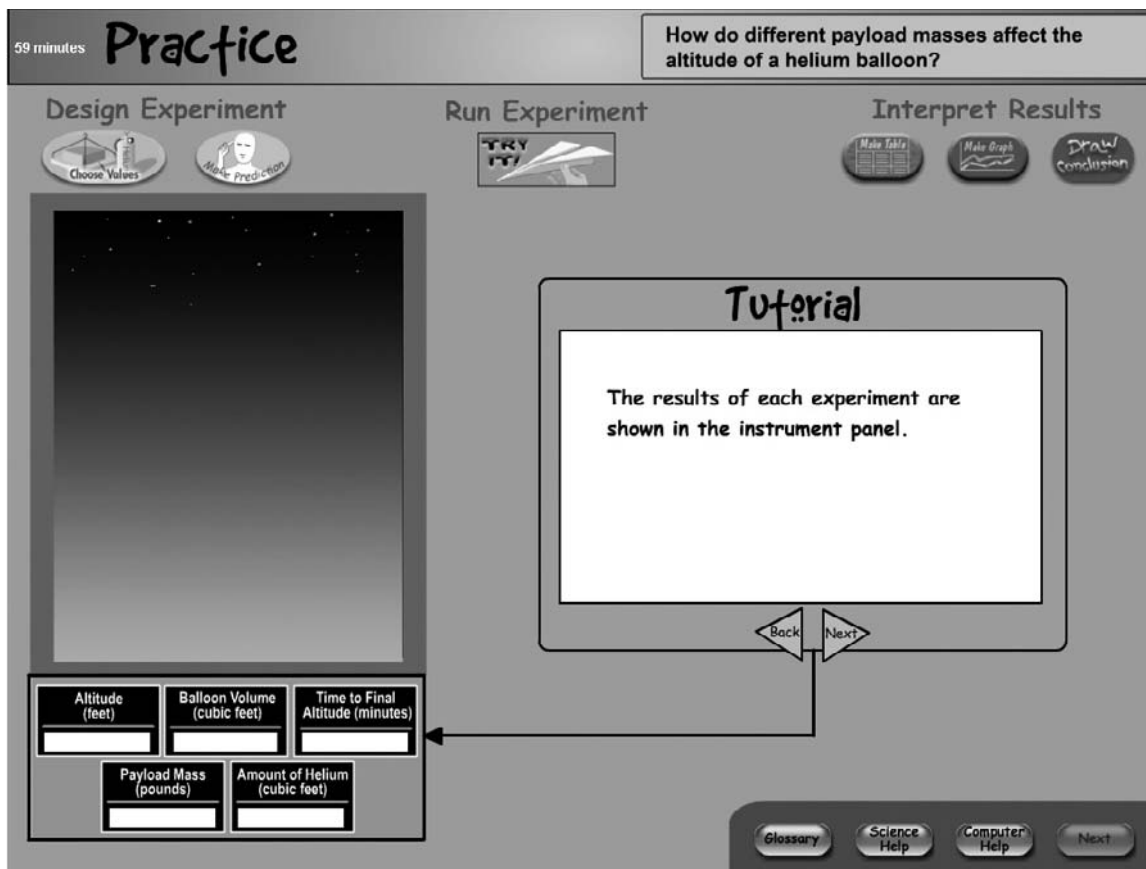 59 minutes Practice
How do different payload masses affect the
altitude of a helium balloon?
Design Experiment
Run Experiment
Interpret Results
Choose Values
Make Prediction
TRY
IT!
Make Table
Make Graph
Draw
Conclusion
Tutorial
The results of each experiment are
shown in the instrument panel.
Back
Next
Altitude
(feet)
Balloon Volume
(cubic feet)
Time to Final
Altitude (minutes)
Payload Mass
(pounds)
Amount of Helium
(cubic feet)
Glossary
Science
Help
Computer
Help
Next